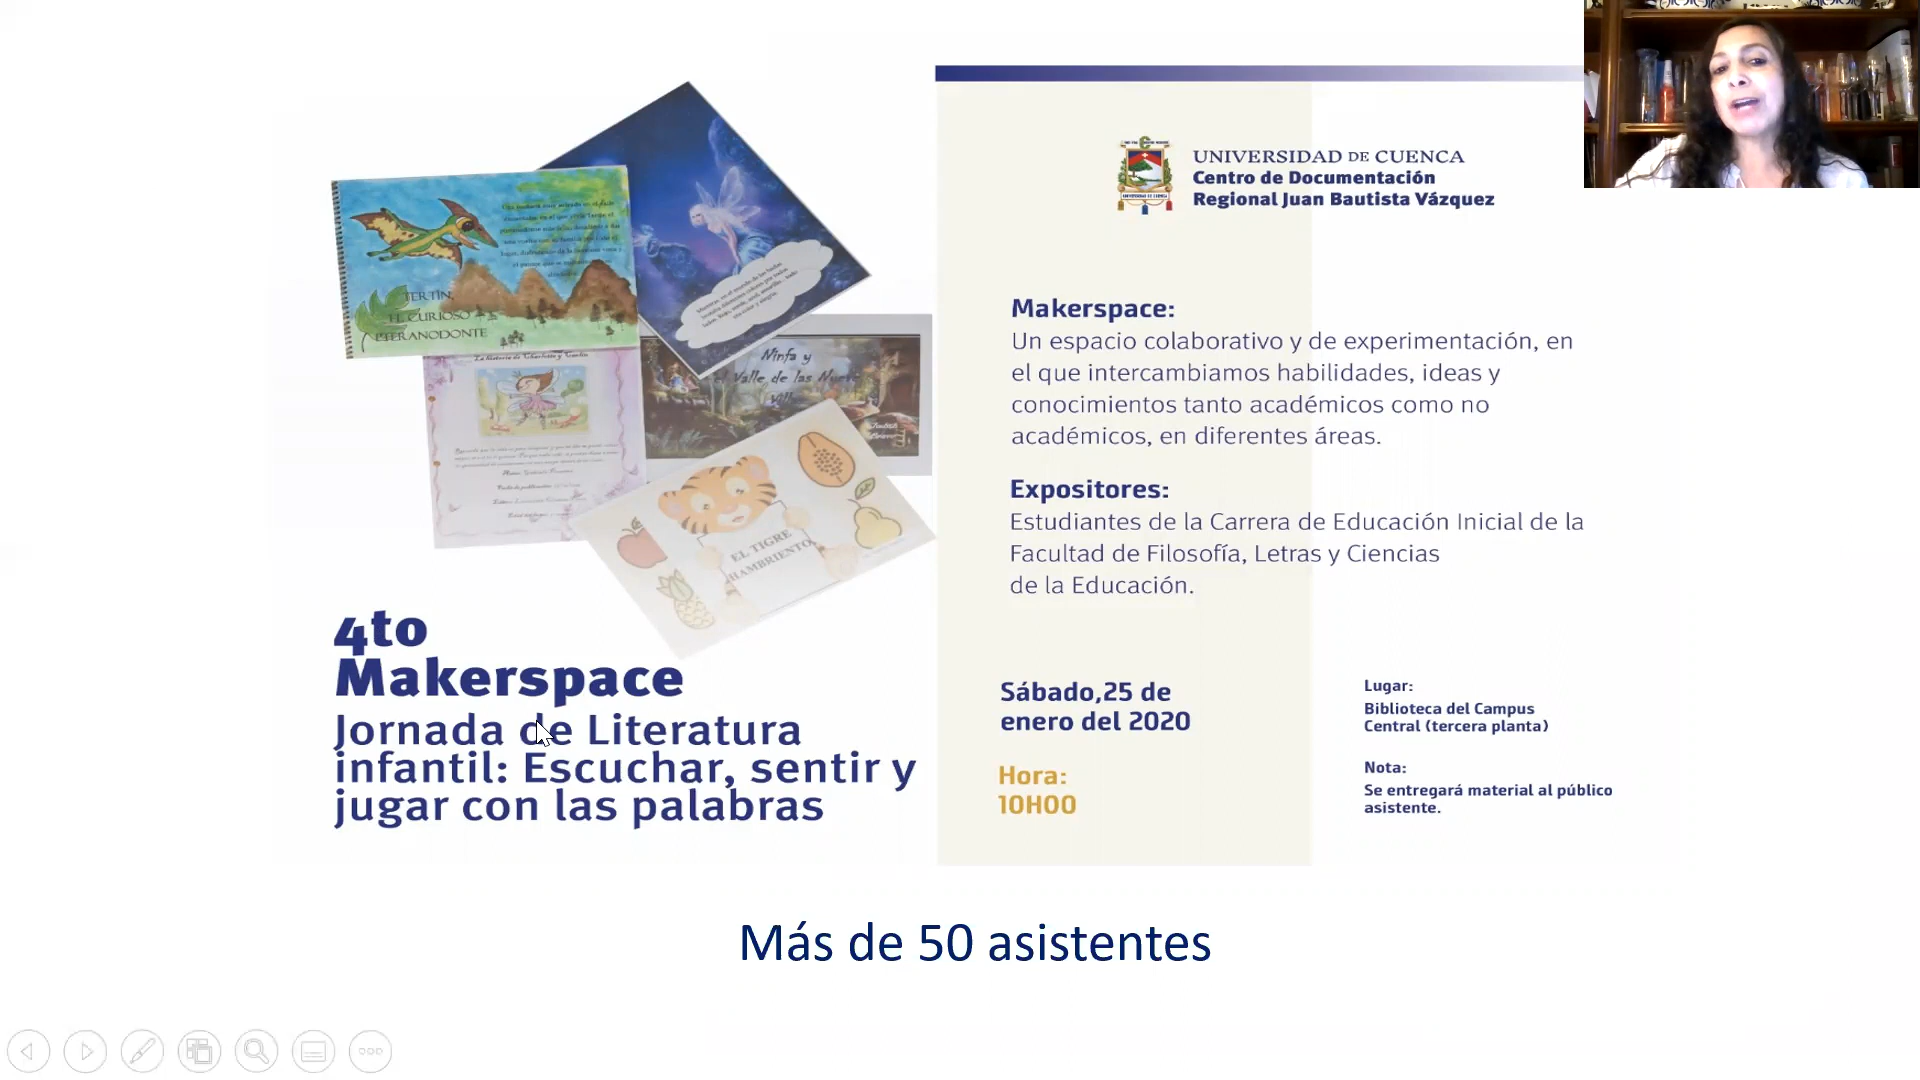 UNIVERSIDAD DE CUENCA
Centro de Documentación
Regional Juan Bautista Vázquez
TERTIN,
EL CURIOSO
PTERANODONTE
La historia de Charlotte y
Ninfa y
el Valle de las Nueve
EL TIGRE
HAMBRIENTO
4to
Makerspace
Jornada de Literatura
infantil: Escuchar, sentir y
jugar con las palabras
Makerspace:
Un espacio colaborativo y de experimentación, en
el que intercambiamos habilidades, ideas y
conocimientos tanto académicos como no
académicos, en diferentes áreas.
Expositores:
Estudiantes de la Carrera de Educación Inicial de la
Facultad de Filosofía, Letras y Ciencias
de la Educación.
Sábado,25 de
enero del 2020
Hora:
10H00
Lugar:
Biblioteca del Campus
Central (tercera planta)
Nota:
Se entregará material al público
asistente.
Más de 50 asistentes